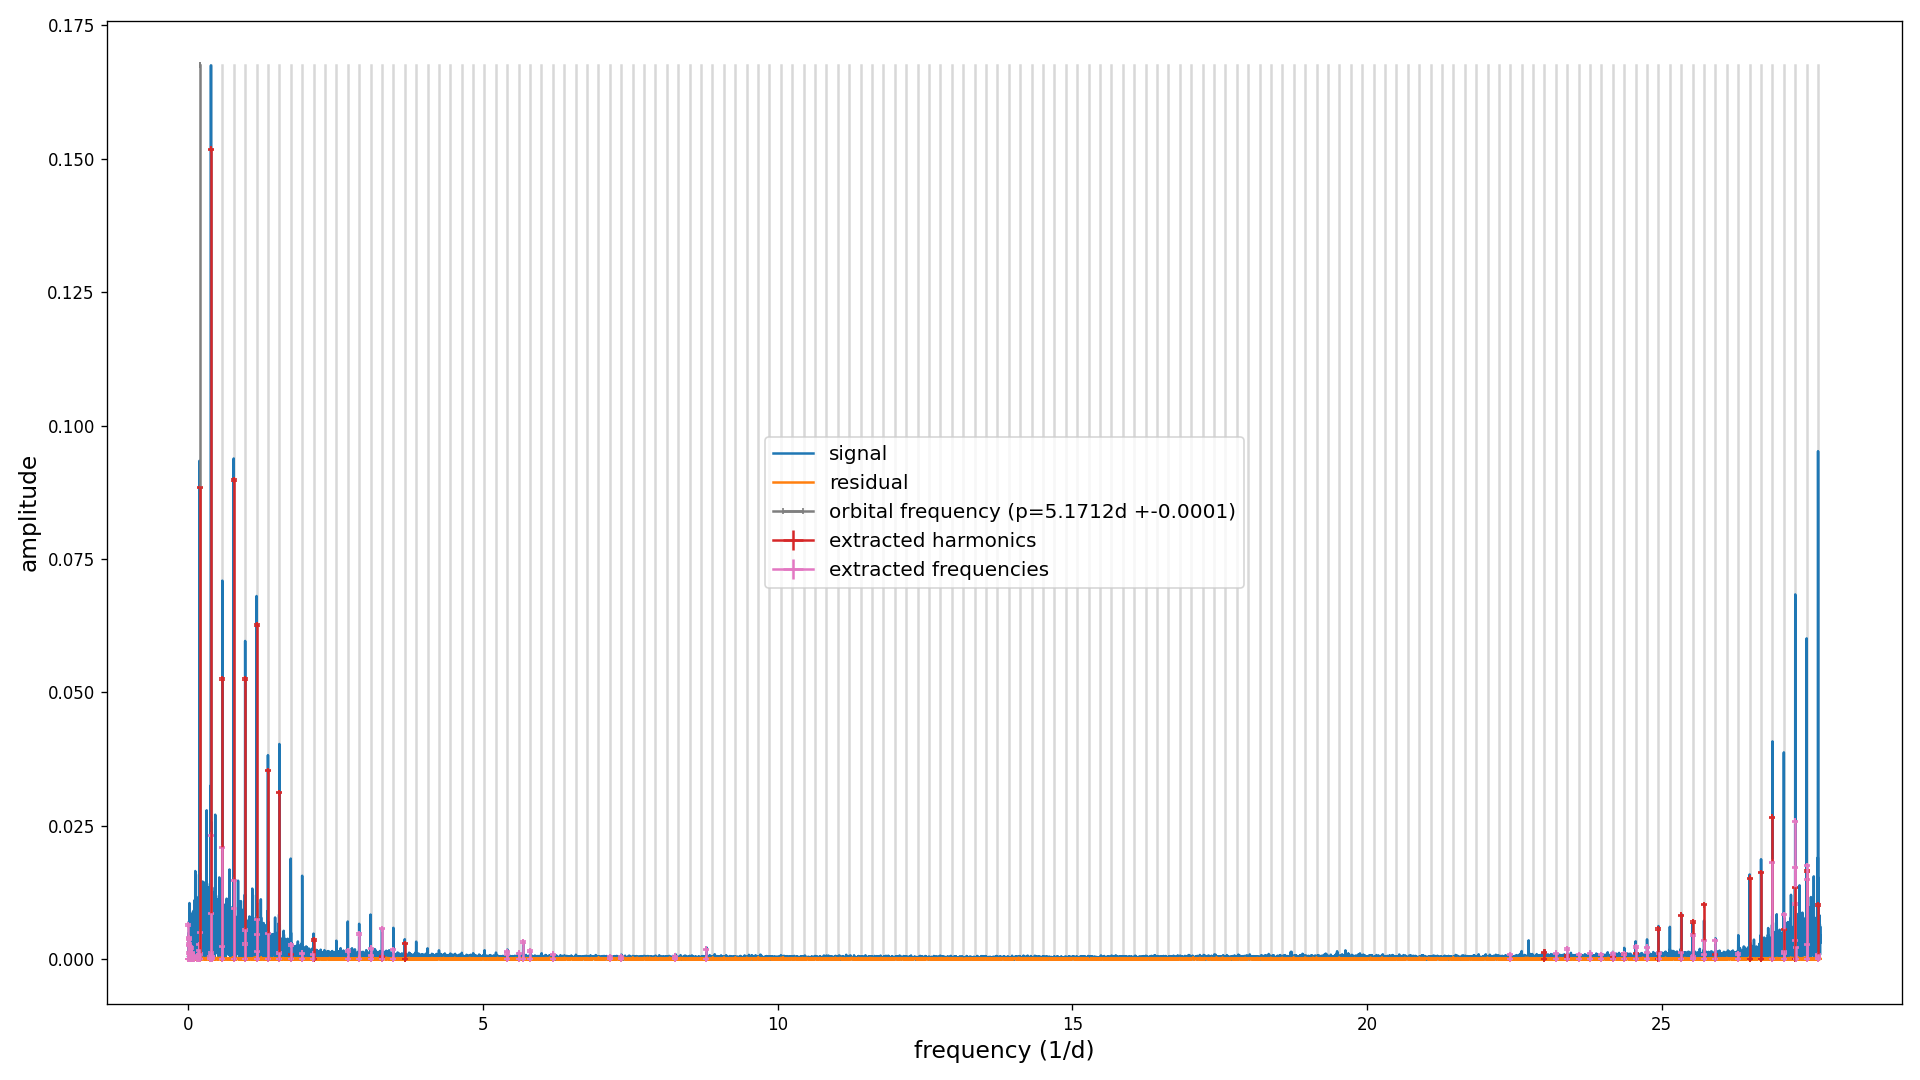 0.175
0.150
0.125
0.100
0.075
0.050
0.025
0.000
amplitude
signal
residual
orbital frequency (p=5.1712d +-0.0001)
extracted harmonics
extracted frequencies
0 5 10 15 20 25
frequency (1/d)